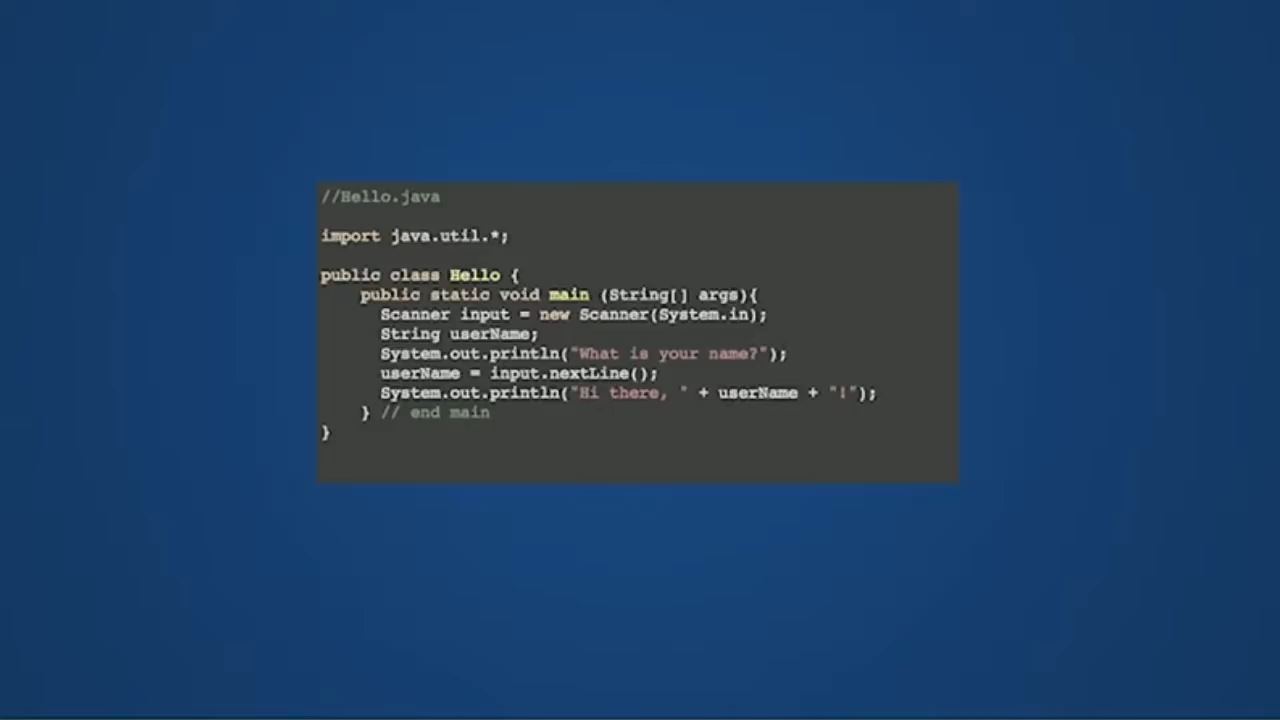 //Hello.java
import java.util.*;
public class Hello {
    public static void main (String[] args){
      Scanner input = new Scanner(System.in);
      String userName;
      System.out.println("What is your name?");
      userName = input.nextLine();
      System.out.println("Hi there, " + userName + "!");
    } // end main
}